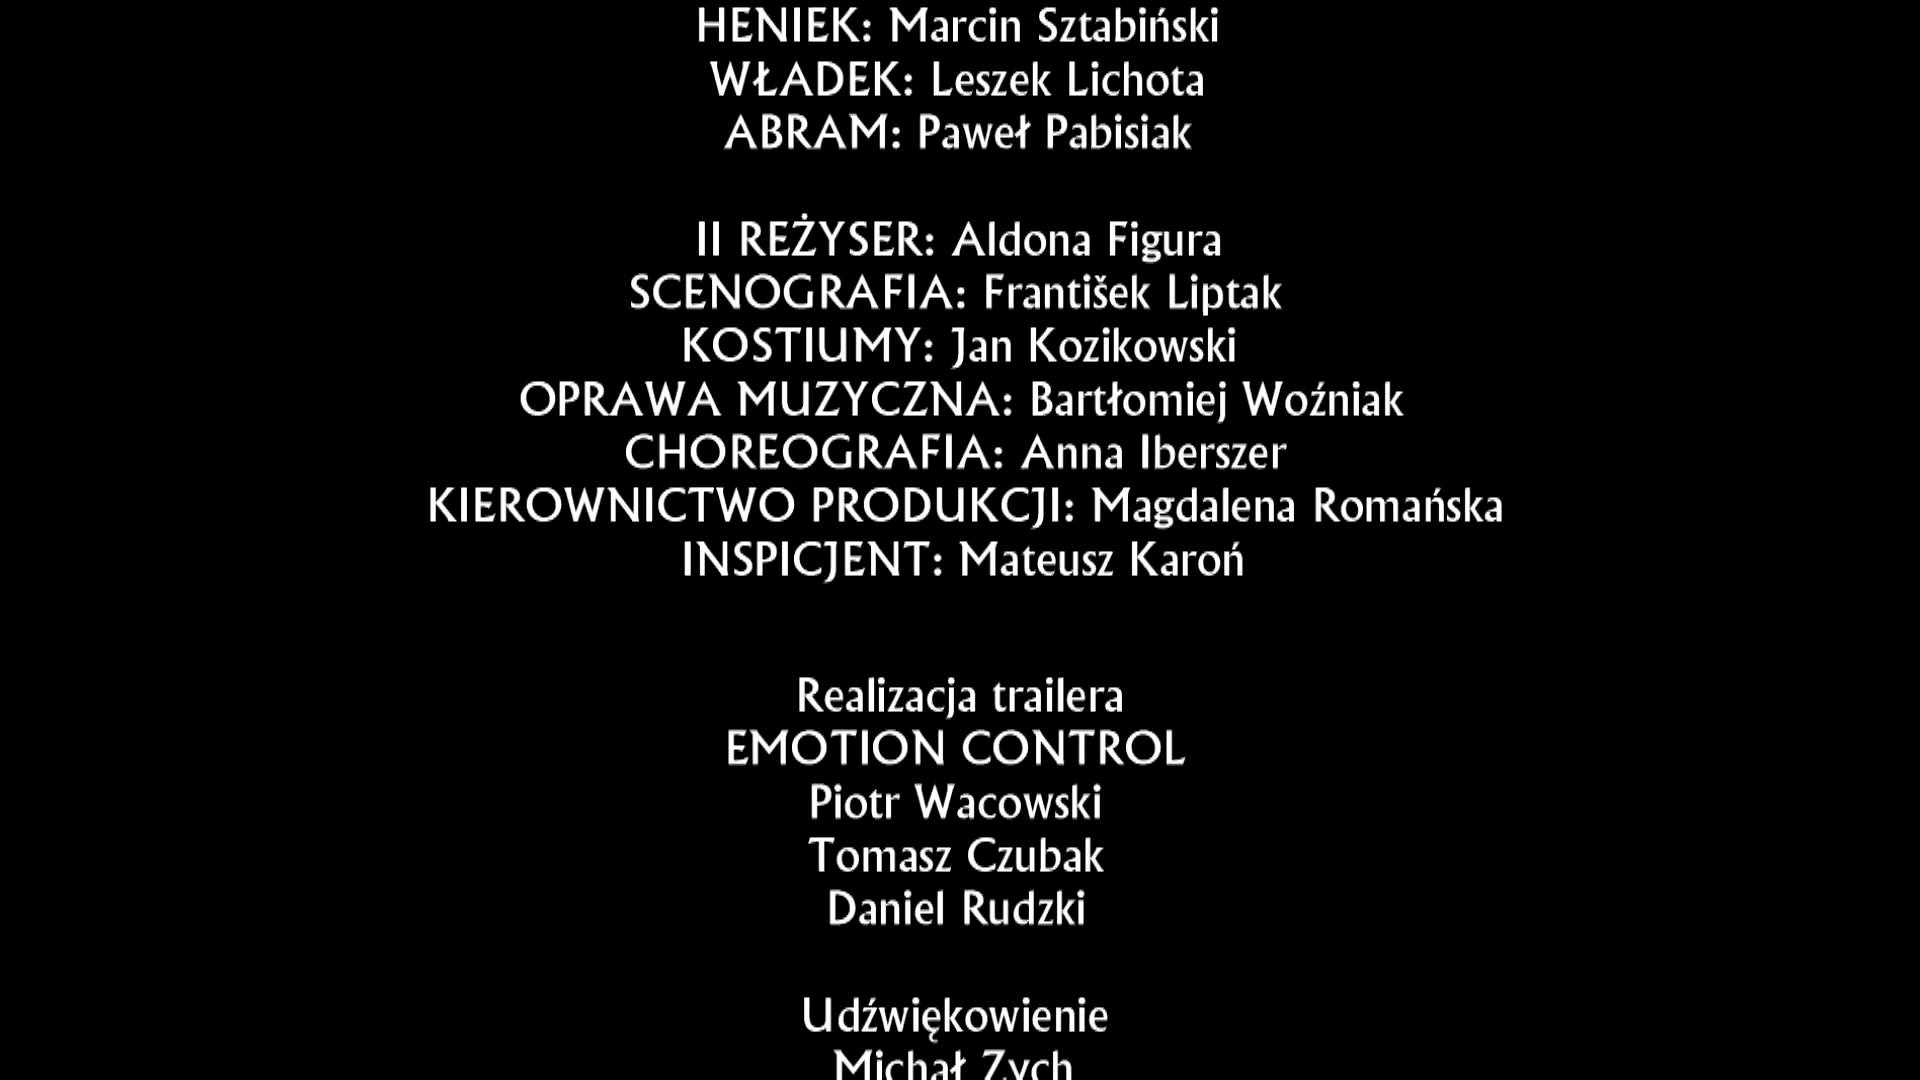 HENIEK: Marcin Sztabiński
WŁADEK: Leszek Lichota
ABRAM: Paweł Pabisiak
II REŻYSER: Aldona Figura
SCENOGRAFIA: František Liptak
KOSTIUMY: Jan Kozikowski
OPRAWA MUZYCZNA: Bartłomiej Woźniak
CHOREOGRAFIA: Anna Iberszer
KIEROWNICTWO PRODUKCJI: Magdalena Romańska
INSPICJENT: Mateusz Karoń
Realizacja trailera
EMOTION CONTROL
Piotr Wacowski
Tomasz Czubak
Daniel Rudzki
Udźwiękowienie
Michał Zych